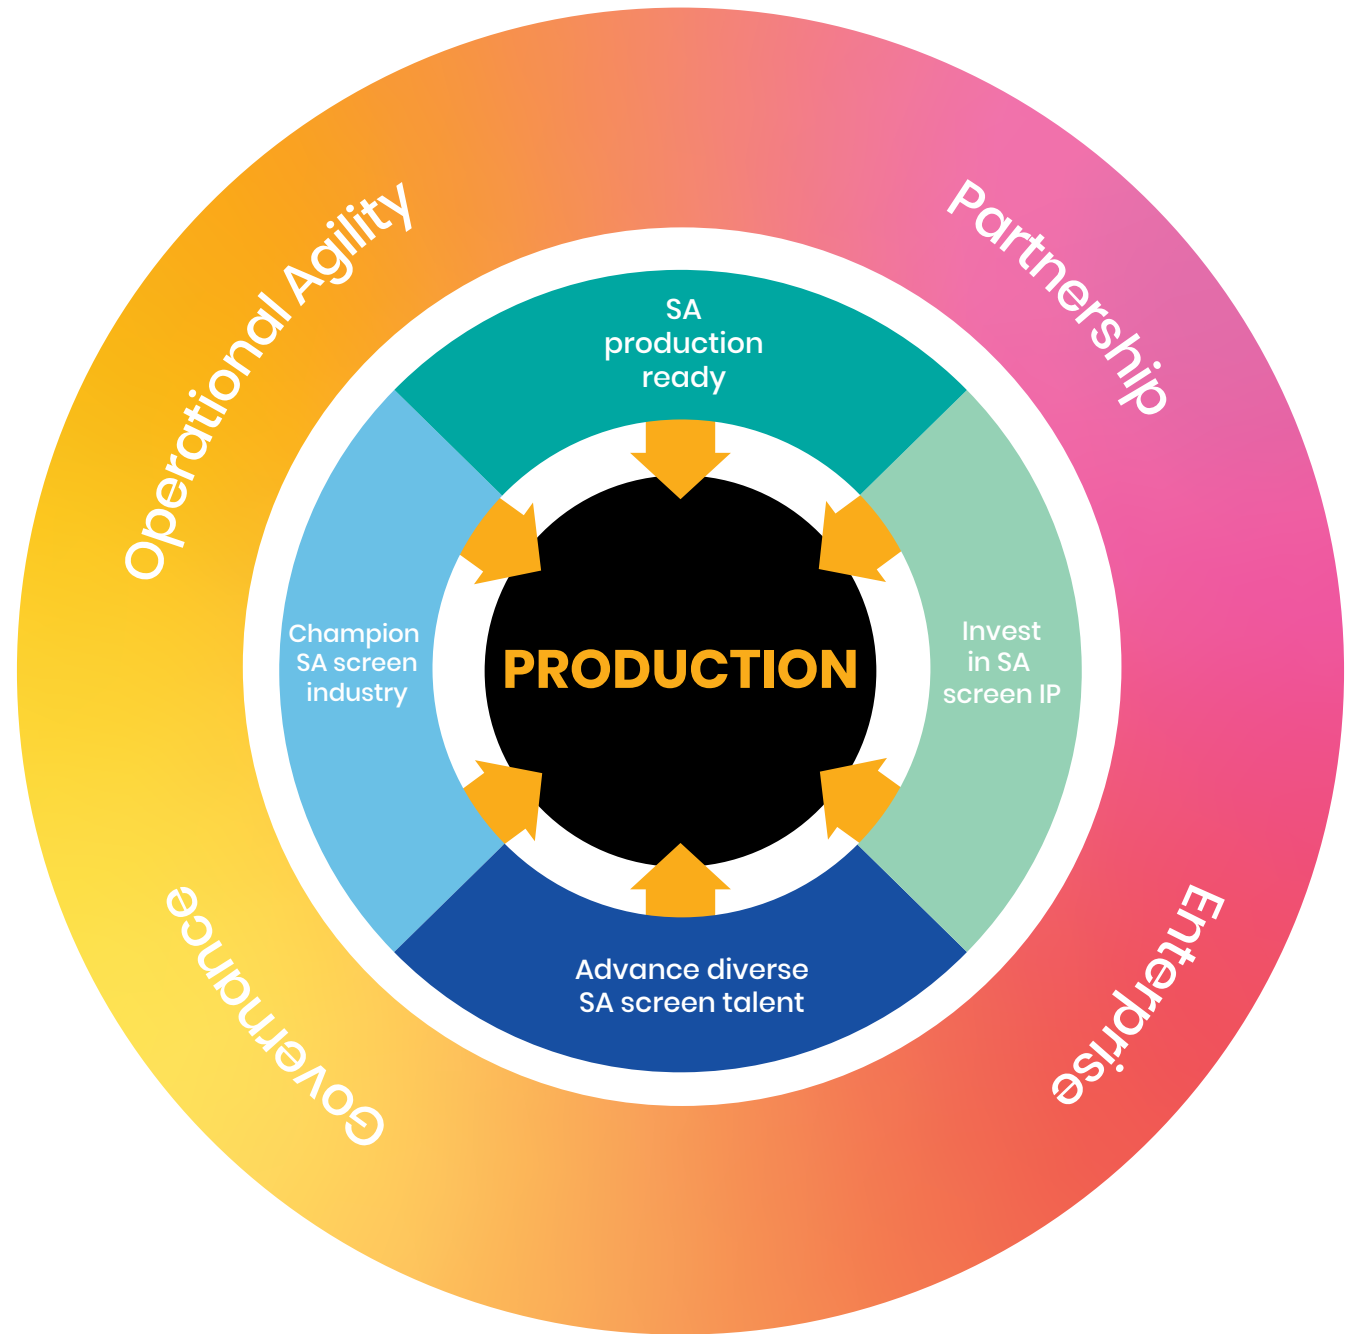 Operational Agility
Partnership
SA
production
ready
Champion
SA screen
industry
PRODUCTION
Invest
in SA
screen IP
Advance diverse
SA screen talent
Governance
Enterprise